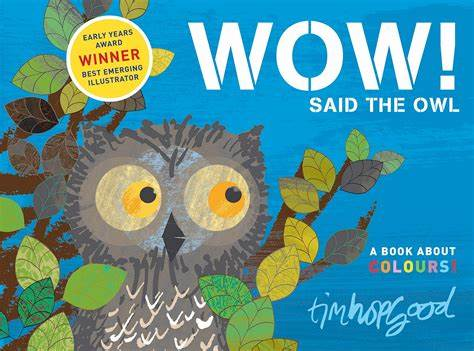 EARLY YEARS
AWARD
WINNER
BEST EMERGING
ILLUSTRATOR
WOW!
SAID THE OWL
A BOOK ABOUT
COLOURS!
timhopgood